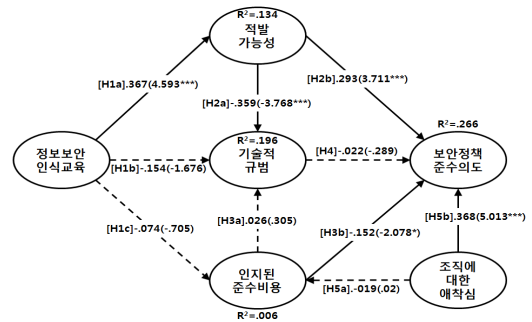 R²=.134
적발
가능성
[H1a].367(4.593***)
[H2b].293(3.711***)
[H2a]-.359(-3.768***)
R²=.266
R²=.196
정보보안
인식교육
기술적
규범
보안정책
준수의도
[H4]-.022(-.289)
[H1b]-.154(-1.676)
[H1c]-.074(-.705)
[H3a].026(.305)
[H5b].368(5.013***)
[H3b]-.152(-2.078*)
인지된
준수비용
조직에
대한
애착심
[H5a]-.019(.02)
R²=.006